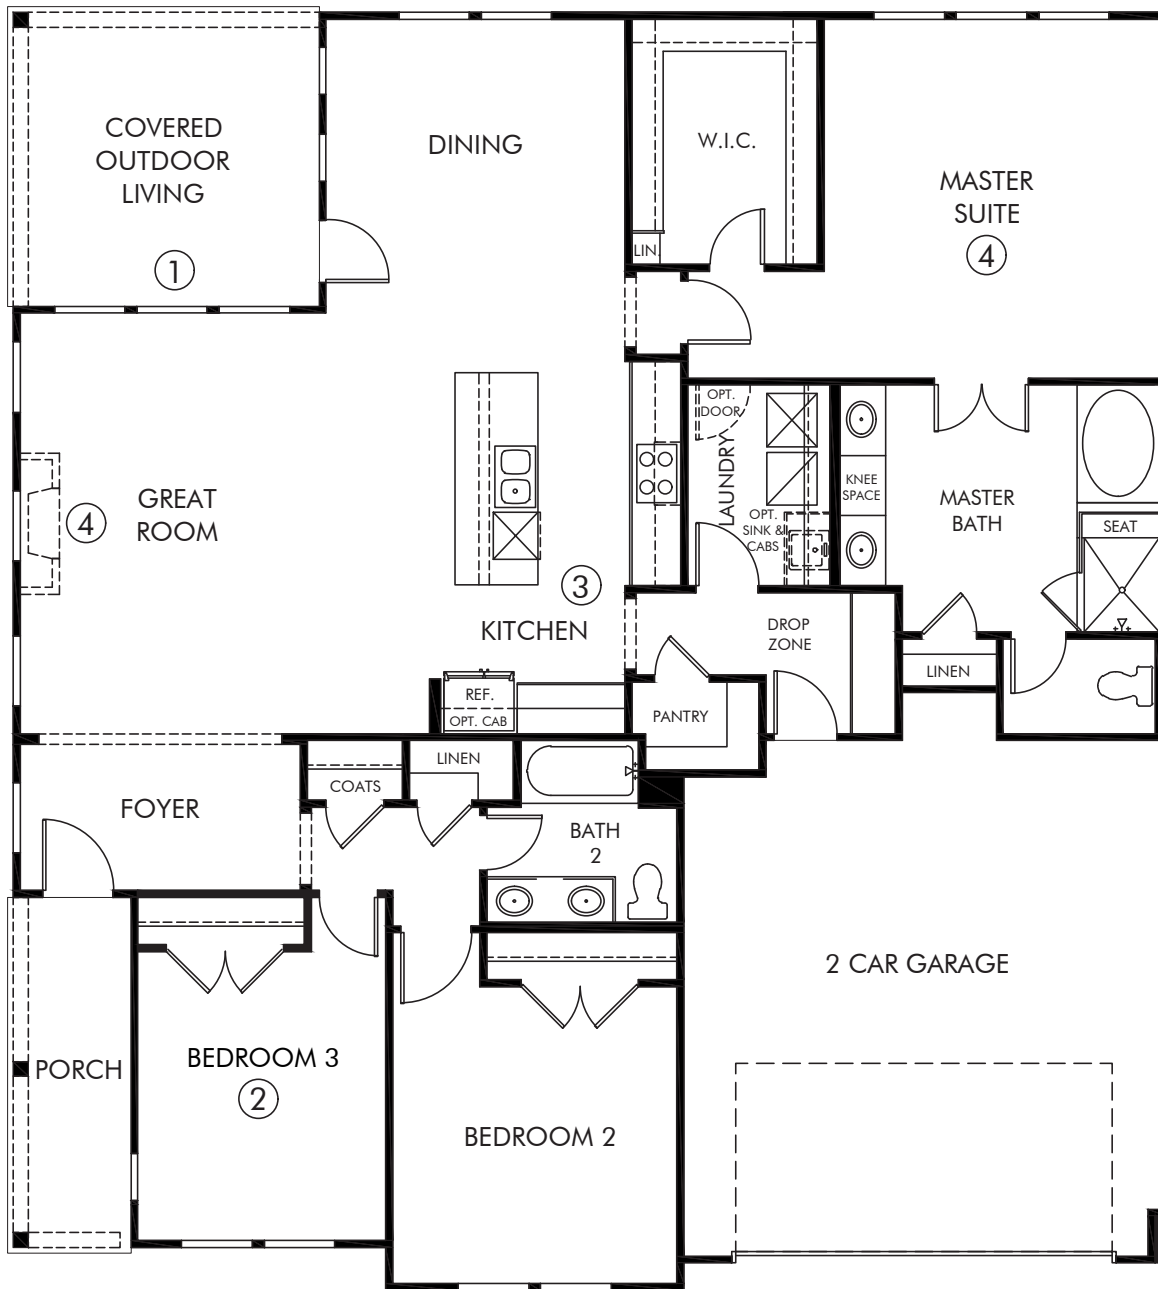 COVERED
OUTDOOR
LIVING
1
DINING
W.I.C.
LIN.
MASTER
SUITE
4
GREAT
ROOM
4
3
KITCHEN
REF.
OPT. CAB
OPT.
DOOR
LAUNDRY
OPT.
SINK &
CABS
KNEE
SPACE
MASTER
BATH
SEAT
DROP
ZONE
LINEN
PANTRY
FOYER
COATS
LINEN
BATH
2
PORCH
BEDROOM 3
2
BEDROOM 2
2 CAR GARAGE